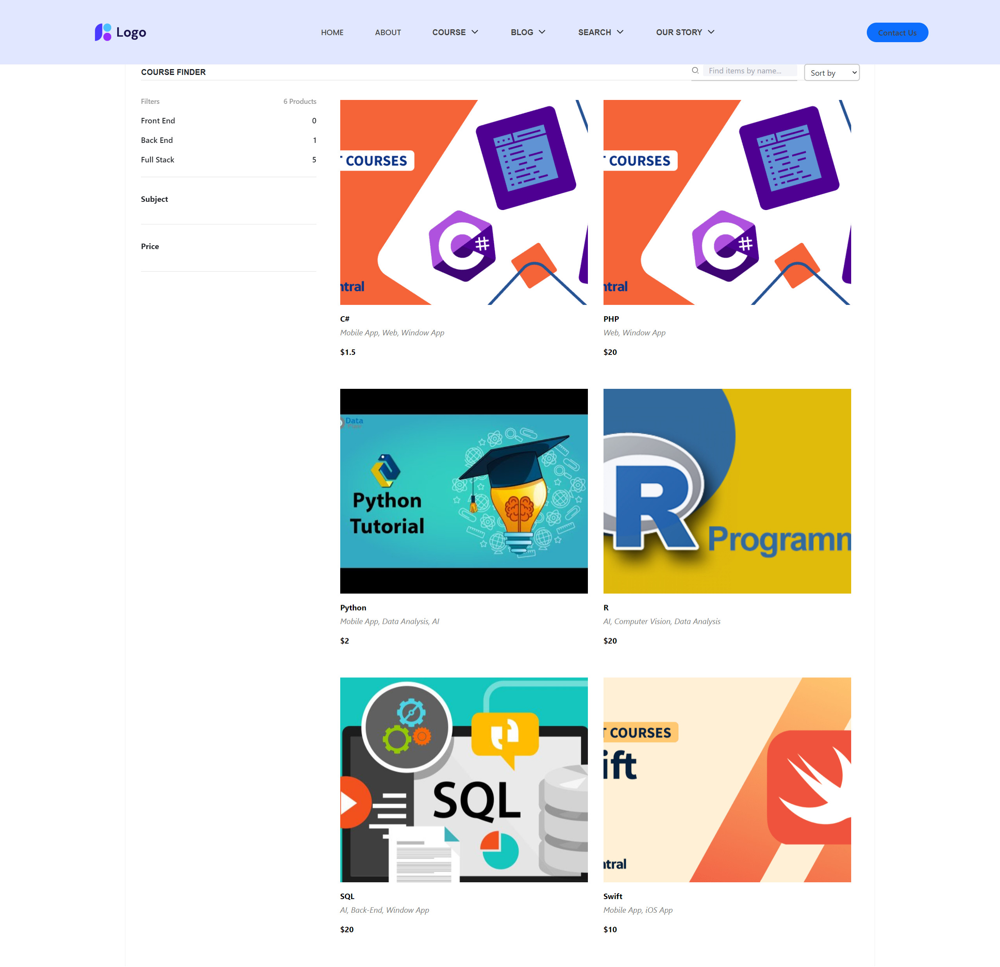 Logo
HOME ABOUT COURSE BLOG SEARCH OUR STORY
Contact Us
COURSE FINDER
Find items by name...
Sort by
Filters 6 Products
Front End 0
Back End 1
Full Stack 5
Subject
Price
COURSES
C
#
ntral
C#
Mobile App, Web, Window App
$1.5
COURSES
C
#
ntral
PHP
Web, Window App
$20
Data
Python
Tutorial
Python
Mobile App, Data Analysis, AI
$2
R
Programm
R
AI, Computer Vision, Data Analysis
$20
SQL
SQL
AI, Back-End, Window App
$20
T COURSES
ift
ntral
Swift
Mobile App, iOS App
$10